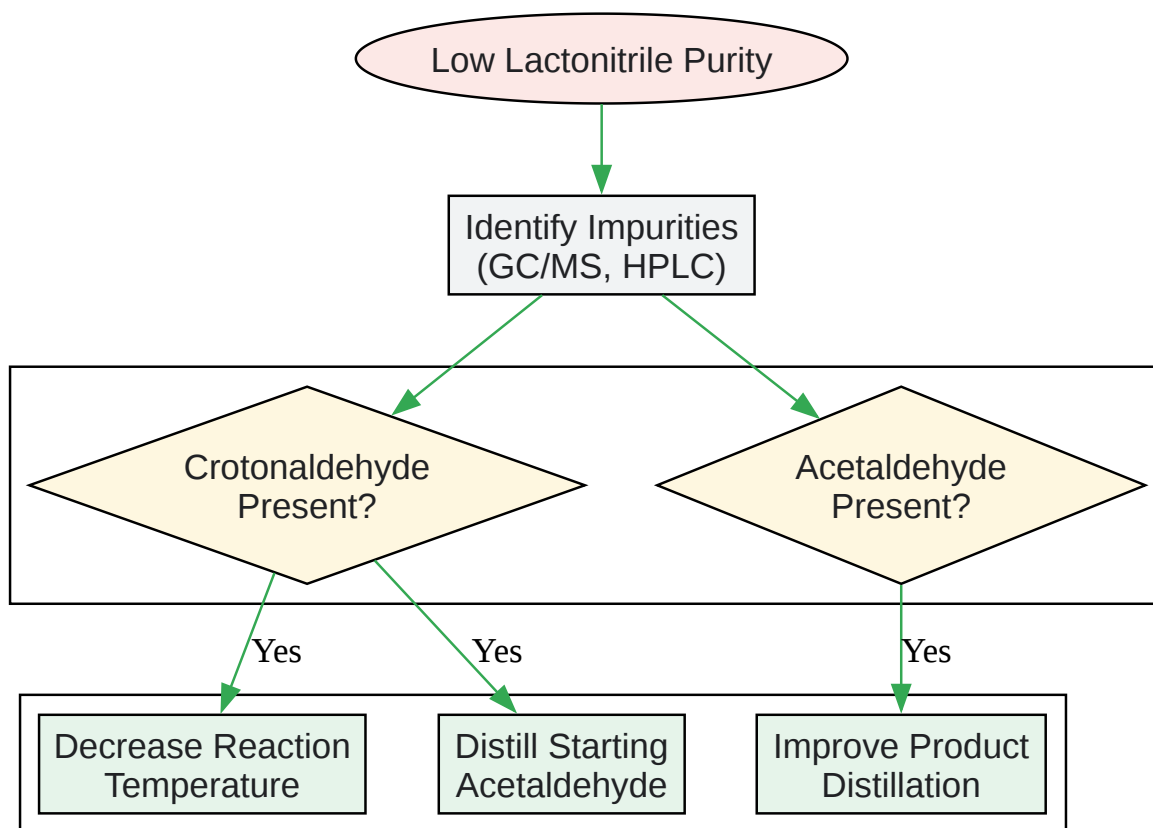 Low Lactonitrile Purity
Identify Impurities
(GC/MS, HPLC)
Crotonaldehyde
Present?
Acetaldehyde
Present?
Yes
Yes
Yes
Decrease Reaction
Temperature
Distill Starting
Acetaldehyde
Improve Product
Distillation